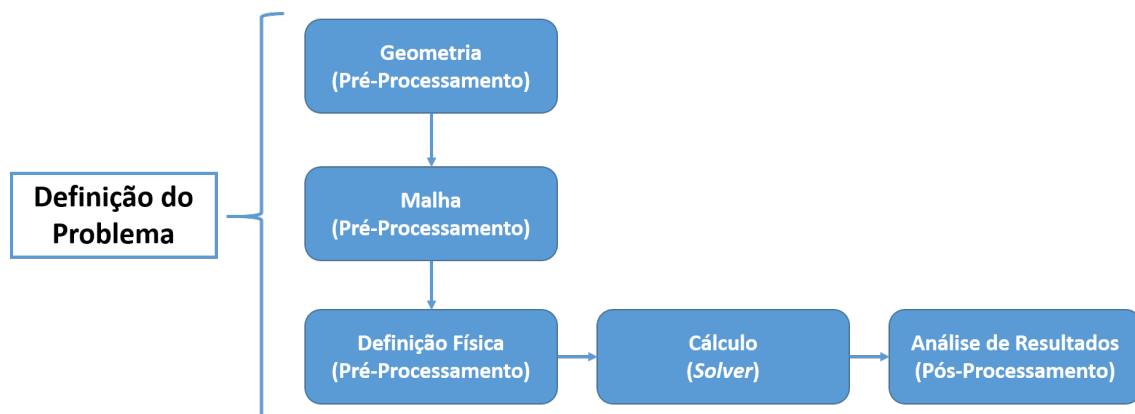 Definição do
Problema
Geometria
(Pré-Processamento)
Malha
(Pré-Processamento)
Definição Física
(Pré-Processamento)
Cálculo
(Solver)
Análise de Resultados
(Pós-Processamento)